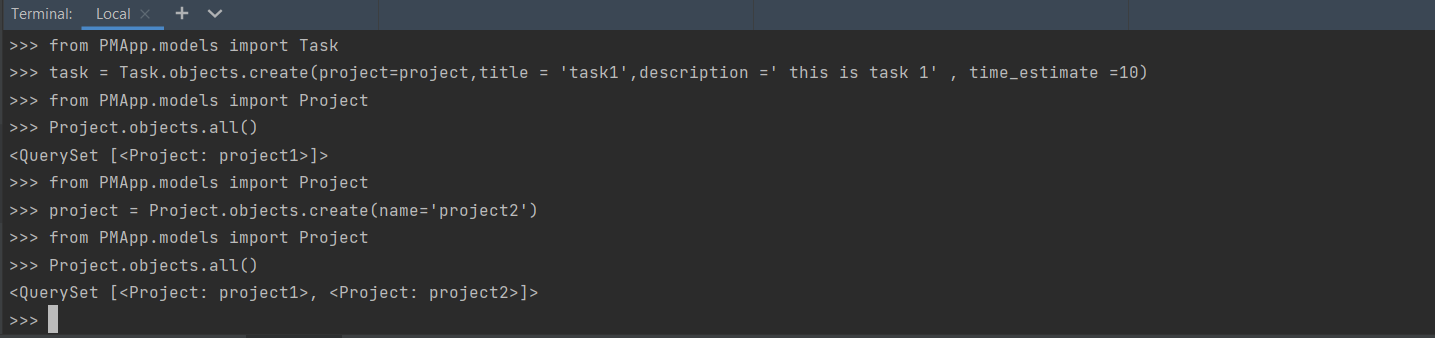 Terminal: Local × + ∨
>>> from PMApp.models import Task
>>> task = Task.objects.create(project=project,title = 'task1',description =' this is task 1' , time_estimate =10)
>>> from PMApp.models import Project
>>> Project.objects.all()
<QuerySet [<Project: project1>]>
>>> from PMApp.models import Project
>>> project = Project.objects.create(name='project2')
>>> from PMApp.models import Project
>>> Project.objects.all()
<QuerySet [<Project: project1>, <Project: project2>]>
>>>